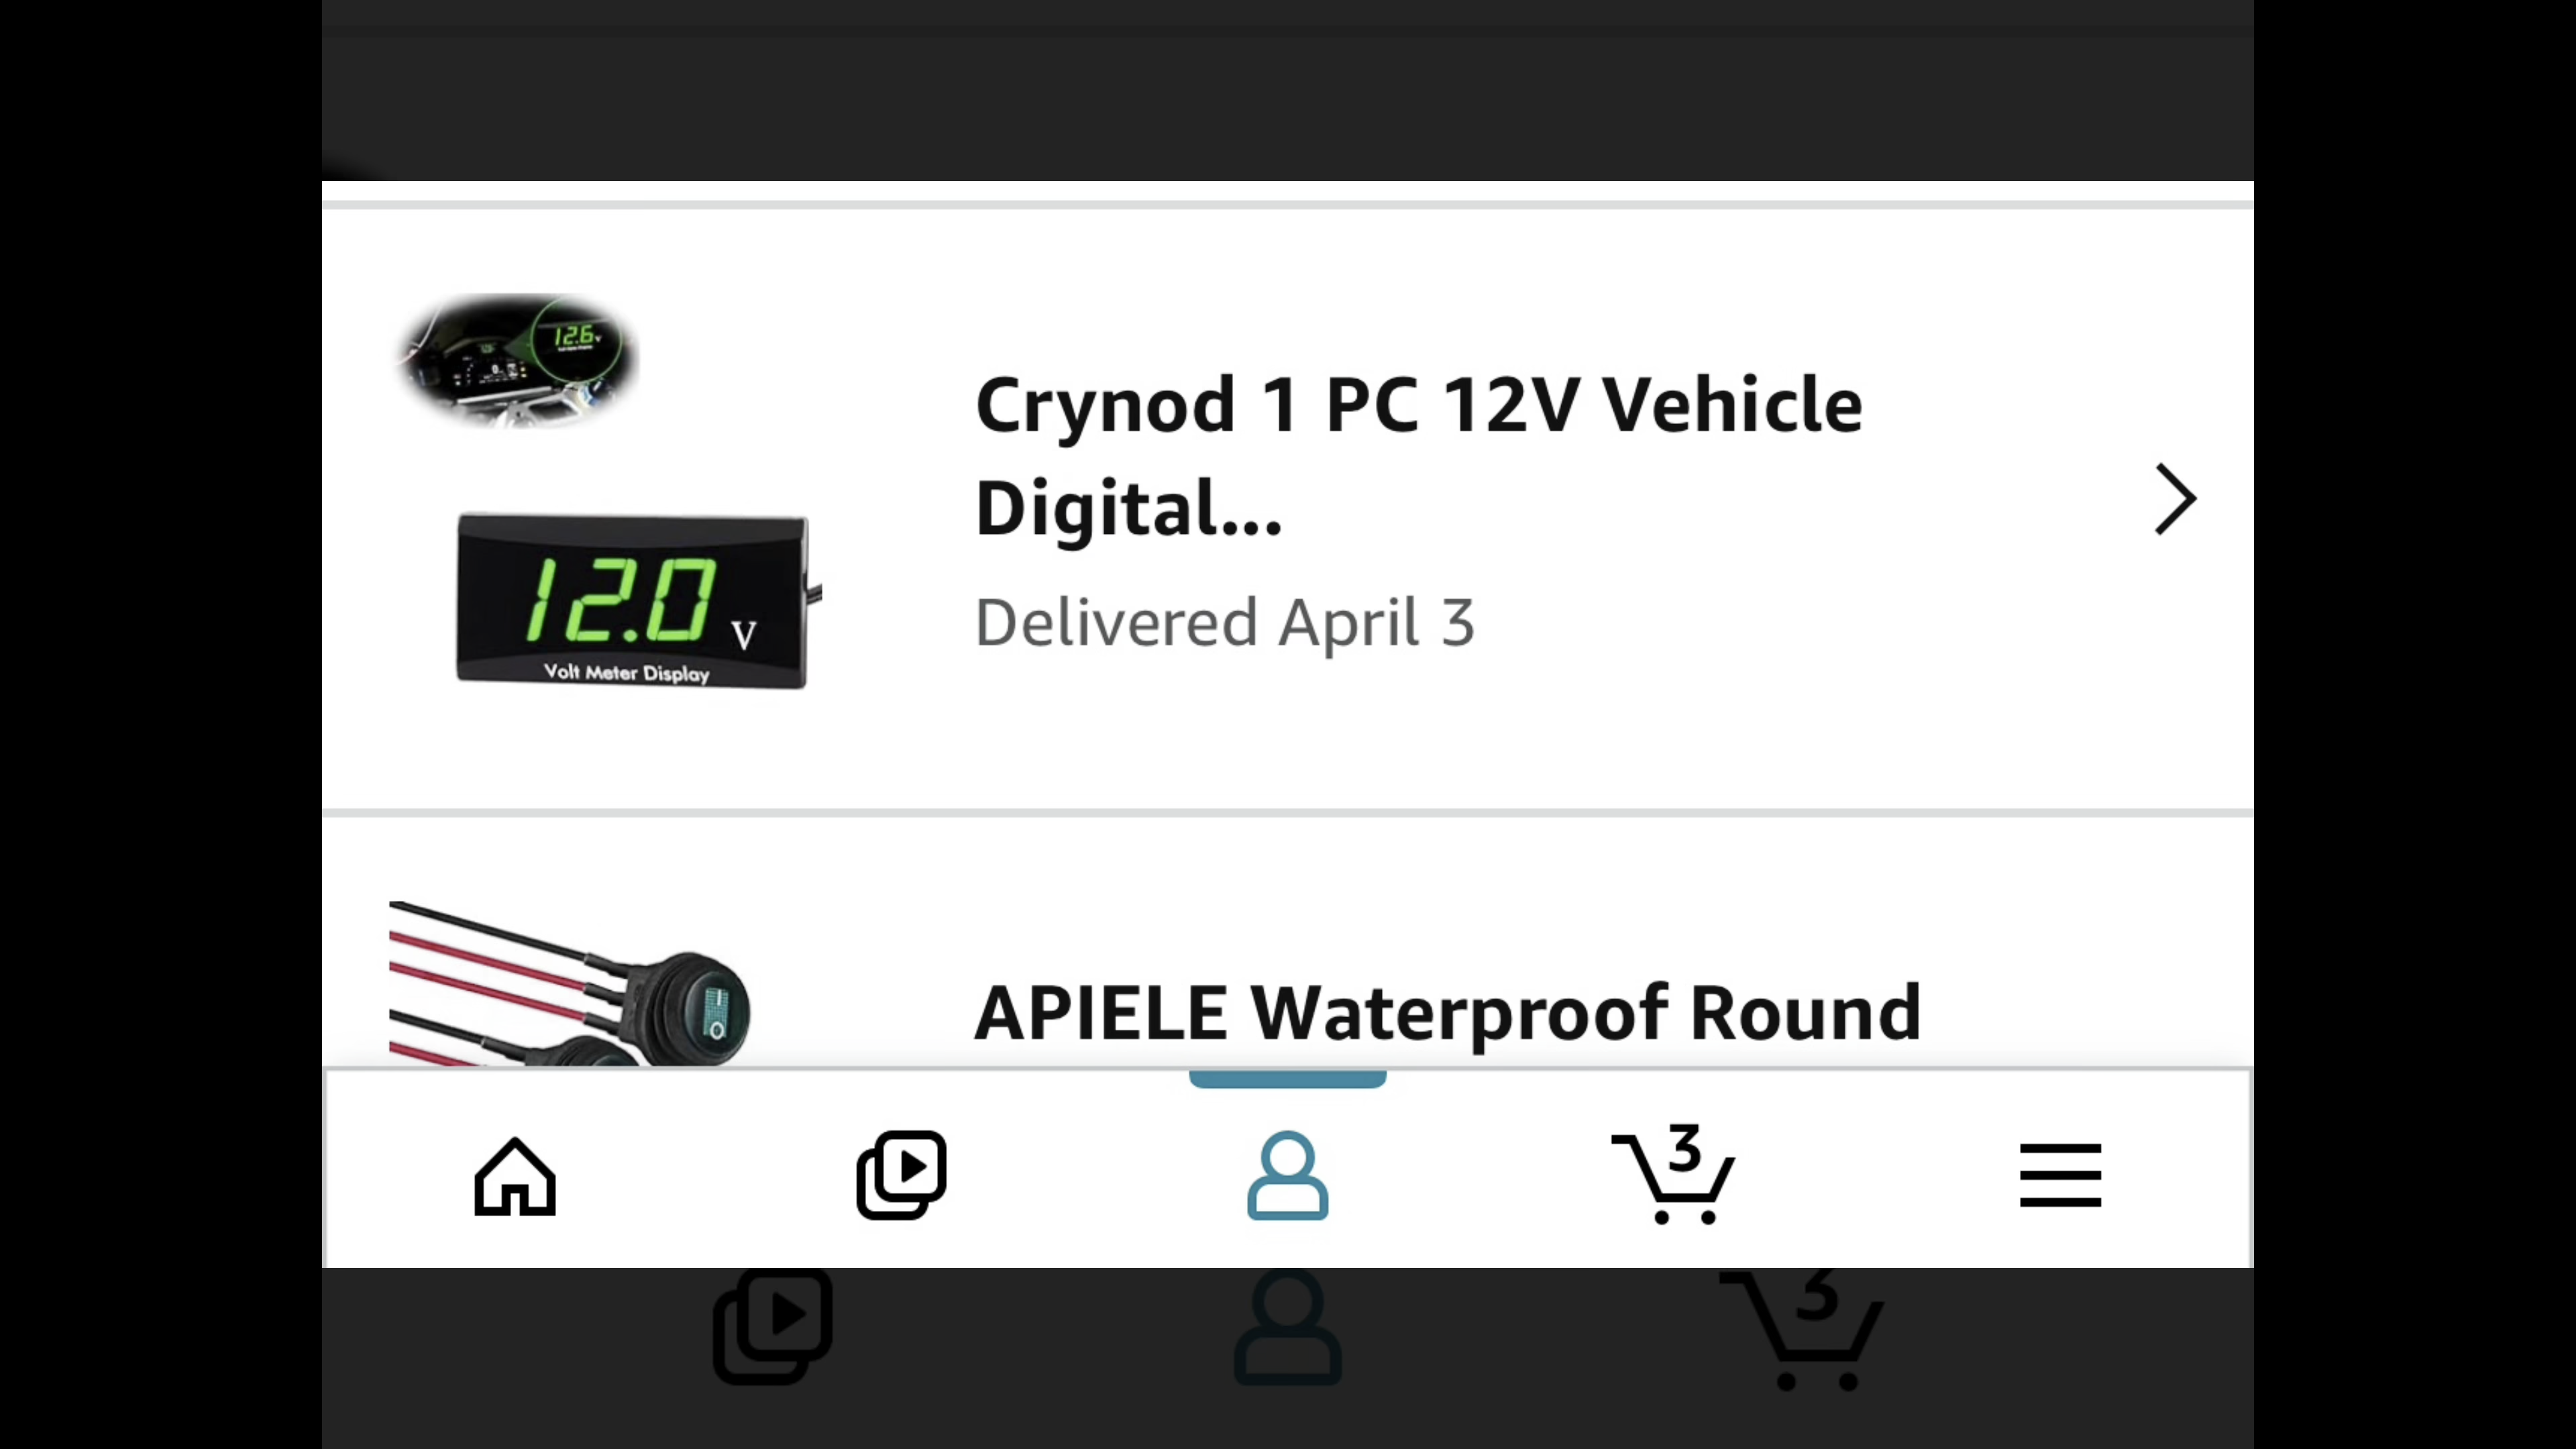 12.6 V
Crynod 1 PC 12V Vehicle
Digital...
12.0 V
Volt Meter Display
Delivered April 3
APIELE Waterproof Round
3
3